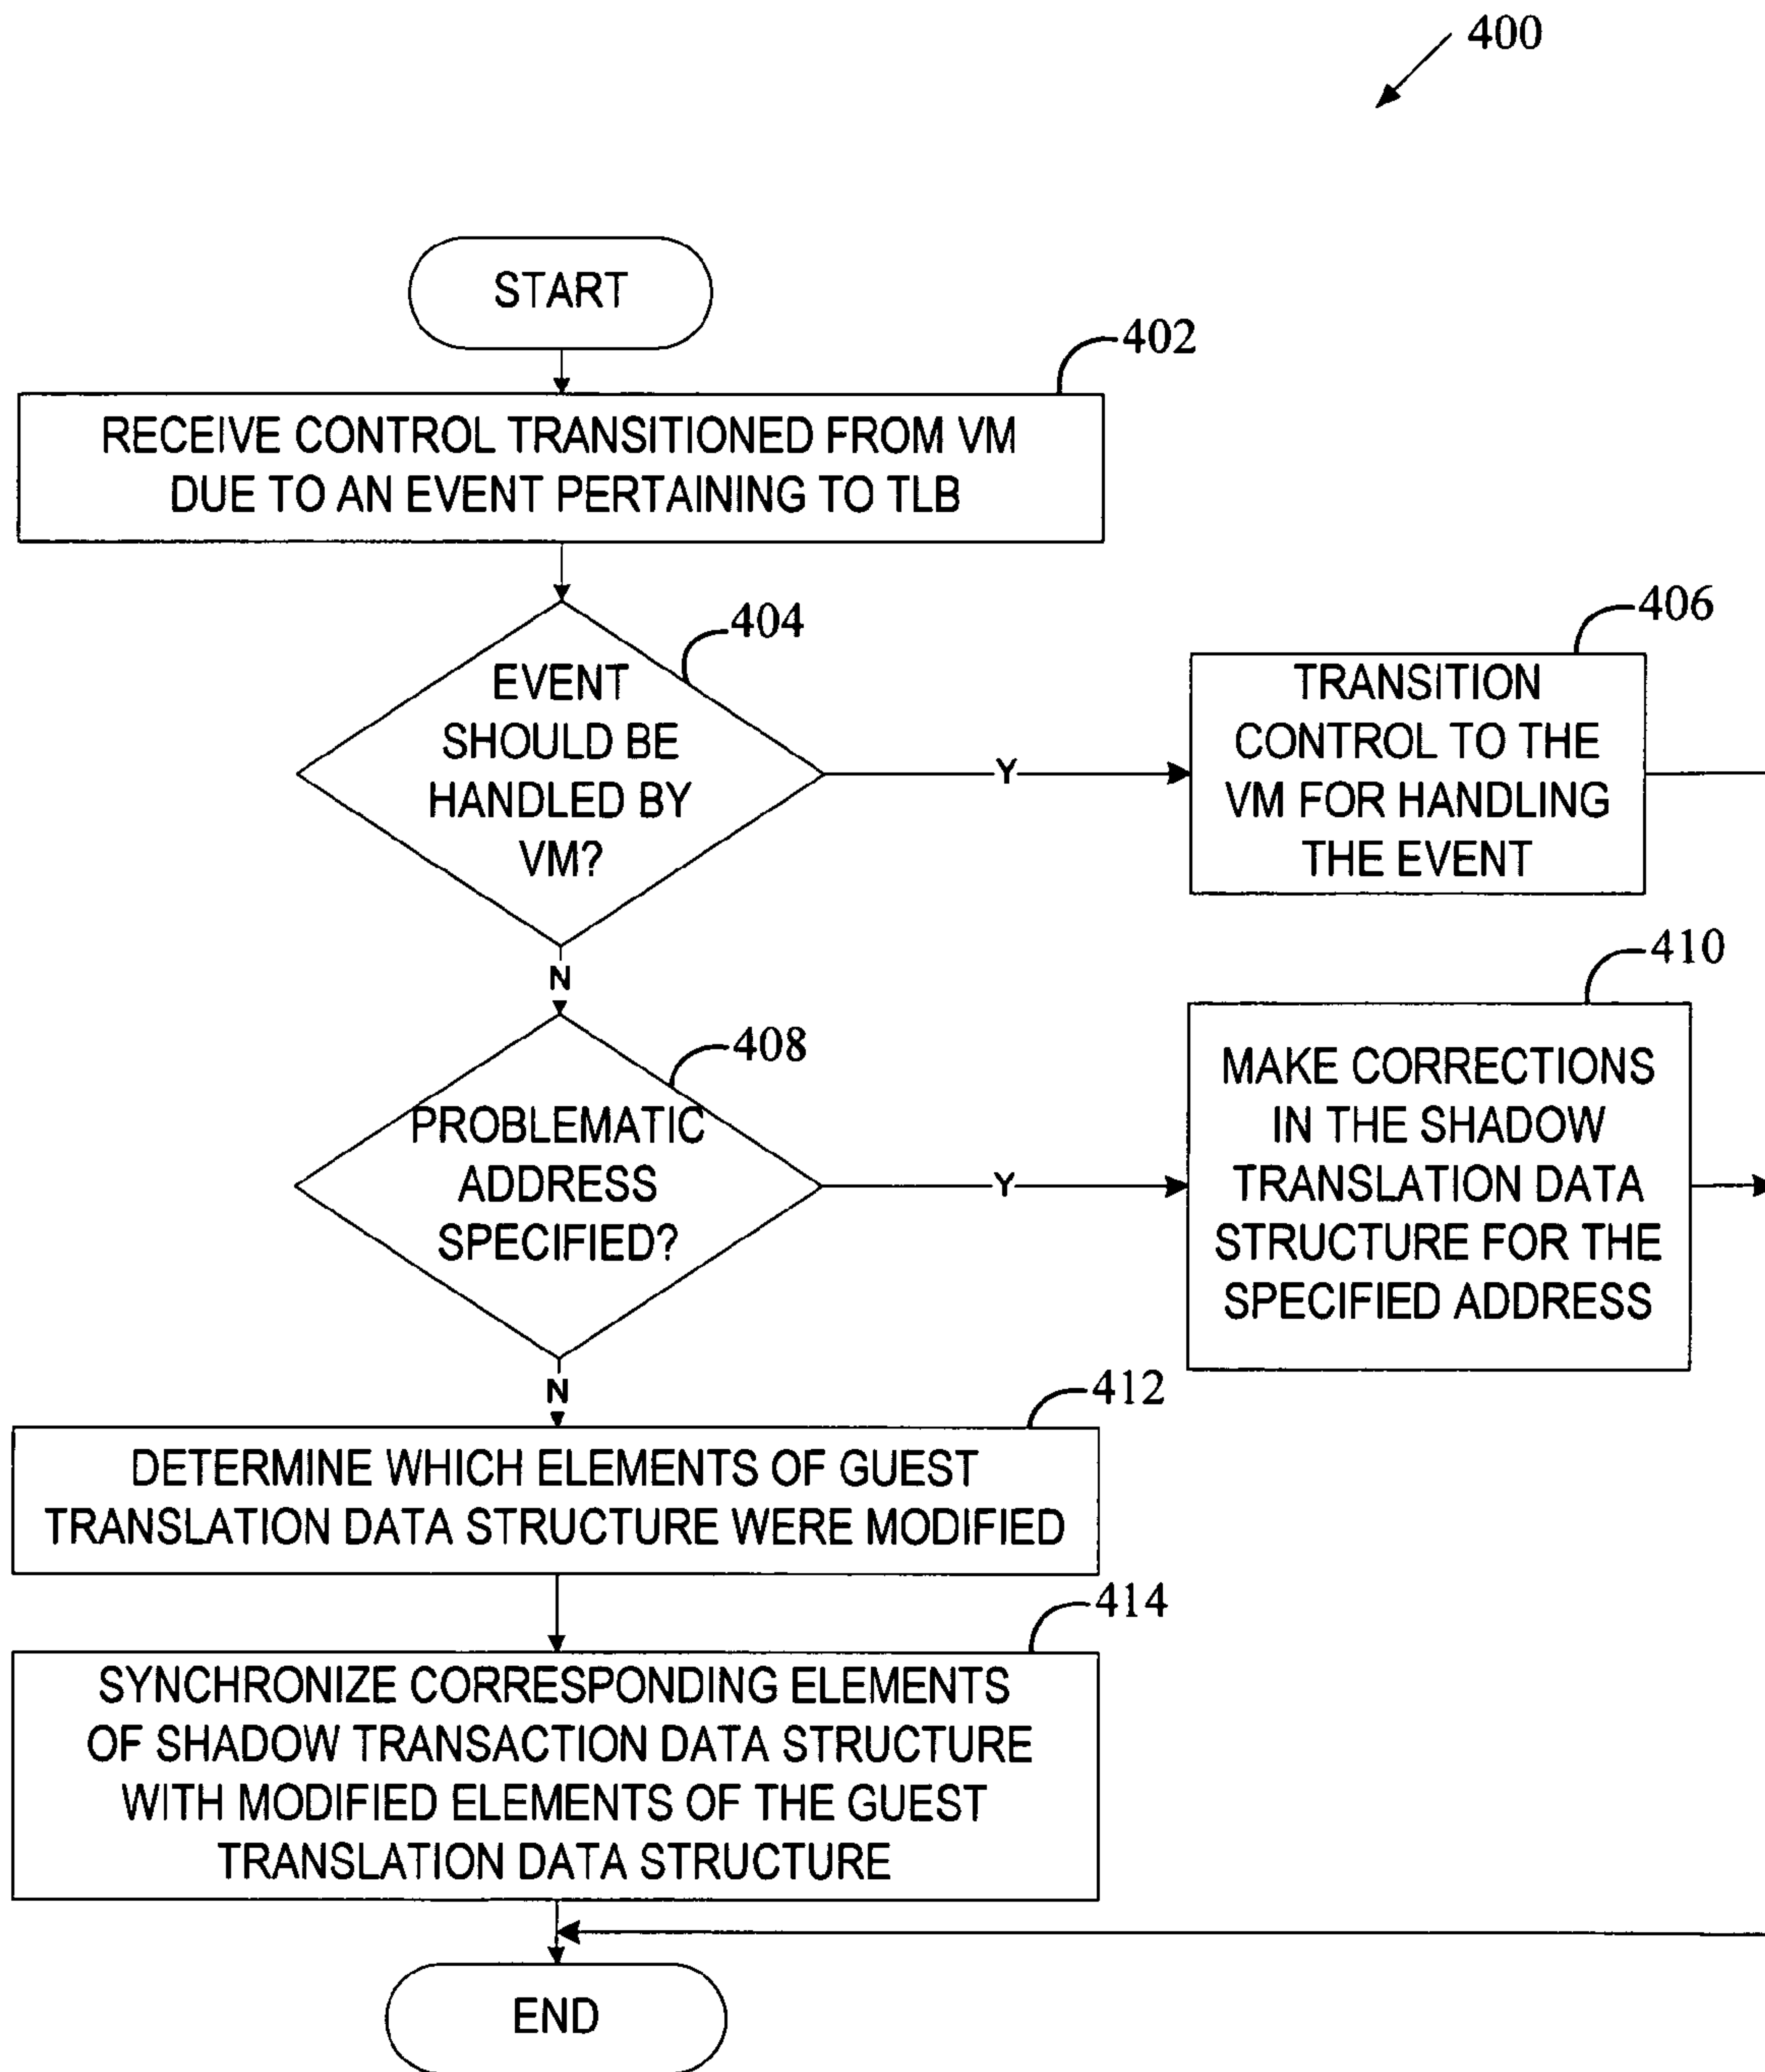 400
START
402
RECEIVE CONTROL TRANSITIONED FROM VM
DUE TO AN EVENT PERTAINING TO TLB
404
EVENT
SHOULD BE
HANDLED BY
VM?
Y
406
TRANSITION
CONTROL TO THE
VM FOR HANDLING
THE EVENT
N
408
PROBLEMATIC
ADDRESS
SPECIFIED?
Y
410
MAKE CORRECTIONS
IN THE SHADOW
TRANSLATION DATA
STRUCTURE FOR THE
SPECIFIED ADDRESS
N
412
DETERMINE WHICH ELEMENTS OF GUEST
TRANSLATION DATA STRUCTURE WERE MODIFIED
414
SYNCHRONIZE CORRESPONDING ELEMENTS
OF SHADOW TRANSACTION DATA STRUCTURE
WITH MODIFIED ELEMENTS OF THE GUEST
TRANSLATION DATA STRUCTURE
END